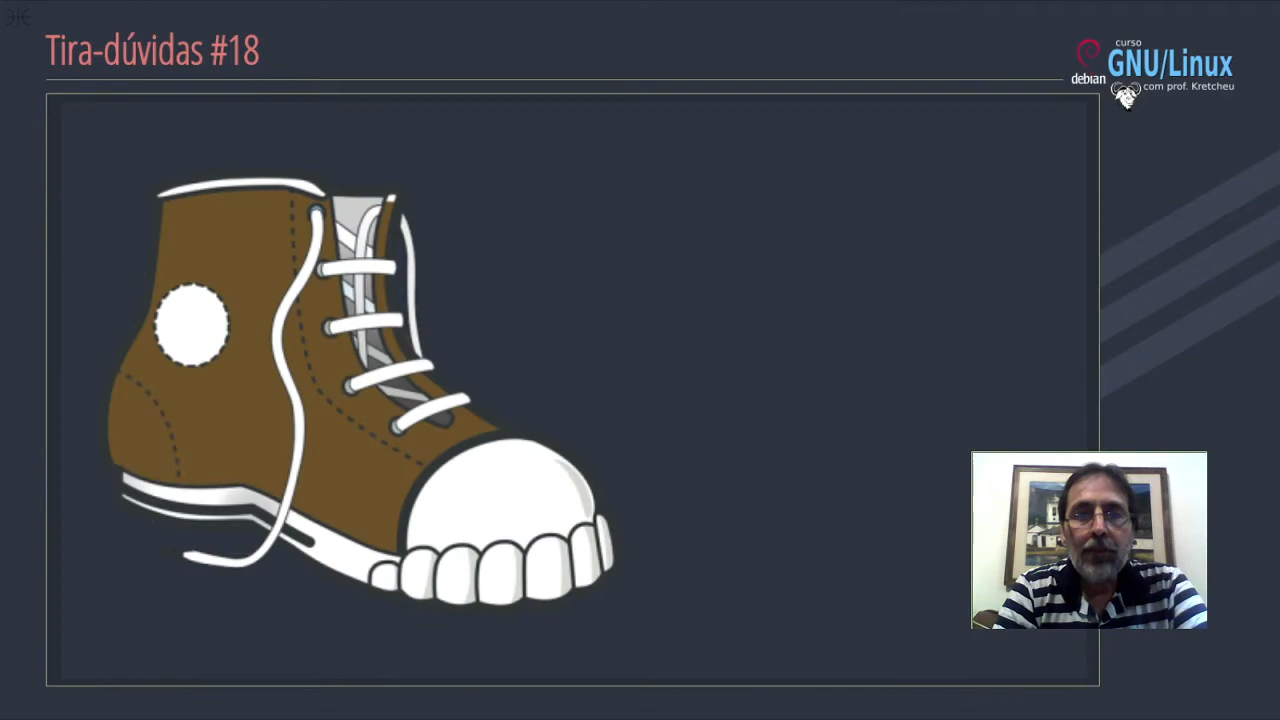 Tira-dúvidas #18
curso
GNU/Linux
debian
com prof. Kretcheu